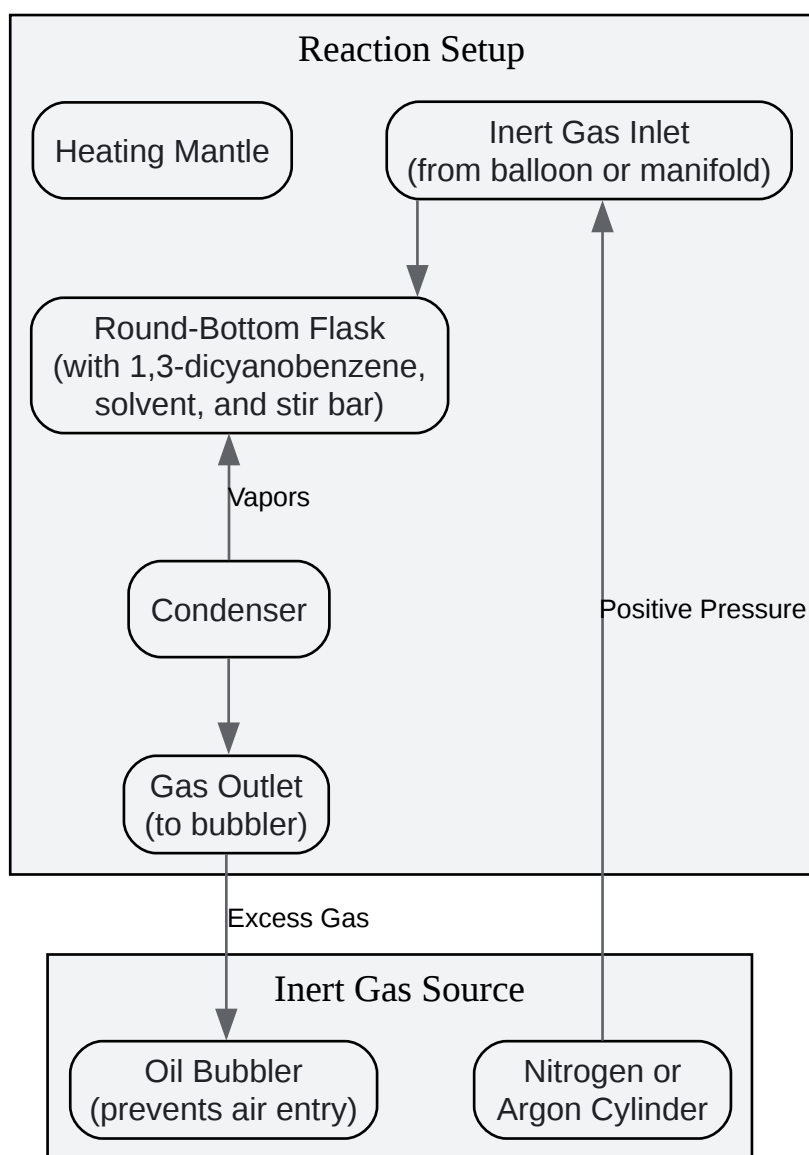 Reaction Setup
Heating Mantle
Inert Gas Inlet
(from balloon or manifold)
Round-Bottom Flask
(with 1,3-dicyanobenzene,
solvent, and stir bar)
Vapors
Condenser
Positive Pressure
Gas Outlet
(to bubbler)
Excess Gas
Inert Gas Source
Oil Bubbler
(prevents air entry)
Nitrogen or
Argon Cylinder